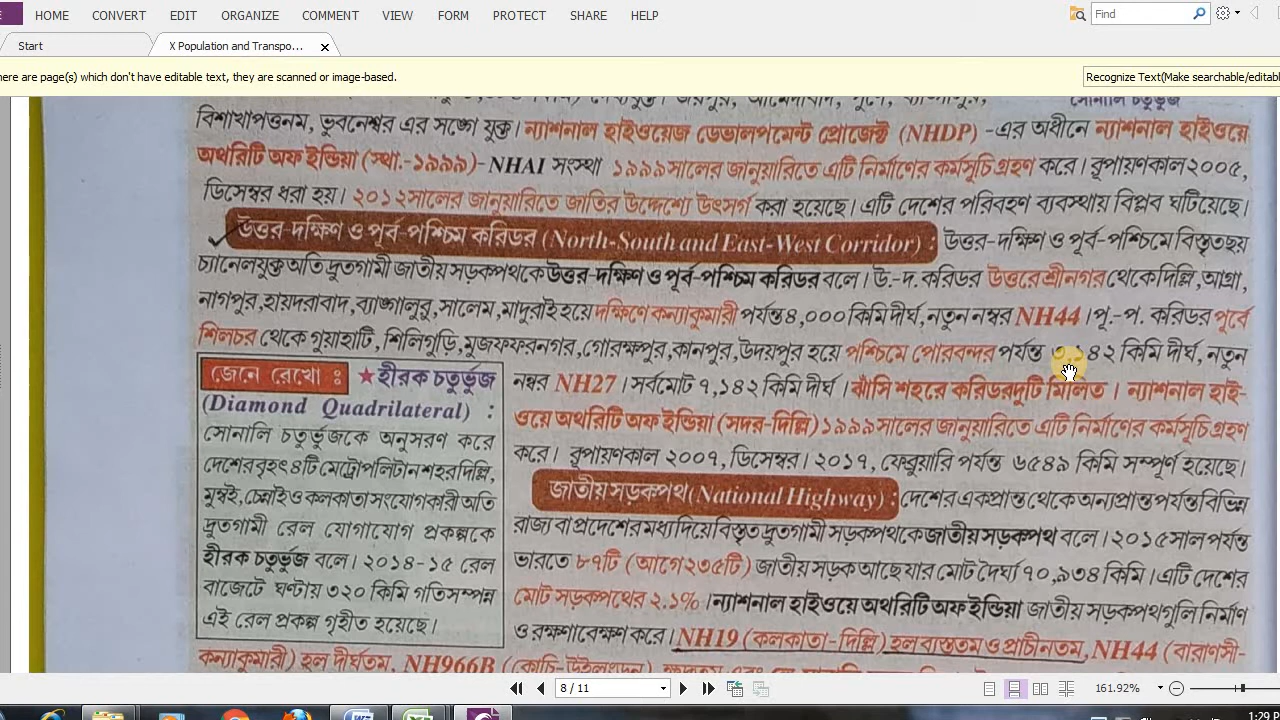 HOME CONVERT EDIT ORGANIZE COMMENT VIEW FORM PROTECT SHARE HELP Find
Start X Population and Transpo... ×
here are page(s) which don't have editable text, they are scanned or image-based. Recognize Text(Make searchable/editabl
সোনালি চতুর্ভুজ
বিশাখাপত্তনম, ভুবনেশ্বর এর সঙ্গে যুক্ত। ন্যাশনাল হাইওয়েজ ডেভালপমেন্ট প্রোজেক্ট (NHDP) -এর অধীনে ন্যাশনাল হাইওয়ে
অথরিটি অফ ইন্ডিয়া (স্থা.-১৯৯৯)- NHAI সংস্থা ১৯৯৯সালের জানুয়ারিতে এটি নির্মাণের কর্মসূচি গ্রহণ করে। রূপায়ণকাল ২০০৫,
ডিসেম্বর ধরা হয়। ২০১২সালের জানুয়ারিতে জাতির উদ্দেশ্যে উৎসর্গ করা হয়েছে। এটি দেশের পরিবহণ ব্যবস্থায় বিপ্লব ঘটিয়েছে।
উত্তর-দক্ষিণ ও পূর্ব-পশ্চিম করিডর (North-South and East-West Corridor) : উত্তর-দক্ষিণ ও পূর্ব-পশ্চিমে বিস্তৃত ছয়
চ্যানেলযুক্ত অতি দ্রুতগামী জাতীয় সড়কপথকে উত্তর-দক্ষিণ ও পূর্ব-পশ্চিম করিডর বলে। উ.-দ. করিডর উত্তরে শ্রীনগর থেকে দিল্লি, আগ্রা,
নাগপুর, হায়দরাবাদ, ব্যাঙ্গালুরু, সালেম, মাদুরাই হয়ে দক্ষিণে কন্যাকুমারী পর্যন্ত ৪,০০০ কিমি দীর্ঘ, নতুন নম্বর NH44। পূ.-প. করিডর পূর্বে
শিলচর থেকে গুয়াহাটি, শিলিগুড়ি, মুজফফরনগর, গোরক্ষপুর, কানপুর, উদয়পুর হয়ে পশ্চিমে পোরবন্দর পর্যন্ত ৩,১৪২ কিমি দীর্ঘ, নতুন
নম্বর NH27। সর্বমোট ৭,১৪২ কিমি দীর্ঘ। ঝাঁসি শহরে করিডরদুটি মিলিত। ন্যাশনাল হাই-
ওয়ে অথরিটি অফ ইন্ডিয়া (সদর-দিল্লি) ১৯৯৯সালের জানুয়ারিতে এটি নির্মাণের কর্মসূচি গ্রহণ
করে। রূপায়ণকাল ২০০৭, ডিসেম্বর। ২০১৭, ফেব্রুয়ারি পর্যন্ত ৬৫৪৯ কিমি সম্পূর্ণ হয়েছে।
জাতীয় সড়কপথ (National Highway) : দেশের একপ্রান্ত থেকে অন্যপ্রান্ত পর্যন্ত বিভিন্ন
রাজ্য বা প্রদেশের মধ্যদিয়ে বিস্তৃত দ্রুতগামী সড়কপথকে জাতীয় সড়কপথ বলে। ২০১৫ সাল পর্যন্ত
ভারতে ৮৭টি (আগে ২৩৫টি) জাতীয় সড়ক আছে যার মোট দৈর্ঘ্য ৭০,৯৩৪ কিমি। এটি দেশের
মোট সড়কপথের ২.১%। ন্যাশনাল হাইওয়ে অথরিটি অফ ইন্ডিয়া জাতীয় সড়কপথগুলি নির্মাণ
ও রক্ষণাবেক্ষণ করে। NH19 (কলকাতা-দিল্লি) হল ব্যস্ততম ও প্রাচীনতম, NH44 (বারাণসী-
জেনে রেখো : ★ হীরক চতুর্ভুজ
(Diamond Quadrilateral) :
সোনালি চতুর্ভুজকে অনুসরণ করে
দেশের বৃহৎ ৪টি মেট্রোপলিটান শহর দিল্লি,
মুম্বই, চেন্নাই ও কলকাতা সংযোগকারী অতি
দ্রুতগামী রেল যোগাযোগ প্রকল্পকে
হীরক চতুর্ভুজ বলে। ২০১৪-১৫ রেল
বাজেটে ঘণ্টায় ৩২০ কিমি গতিসম্পন্ন
এই রেল প্রকল্প গৃহীত হয়েছে।
কন্যাকুমারী) হল দীর্ঘতম, NH966B
8 / 11 161.92%
1:29 PM